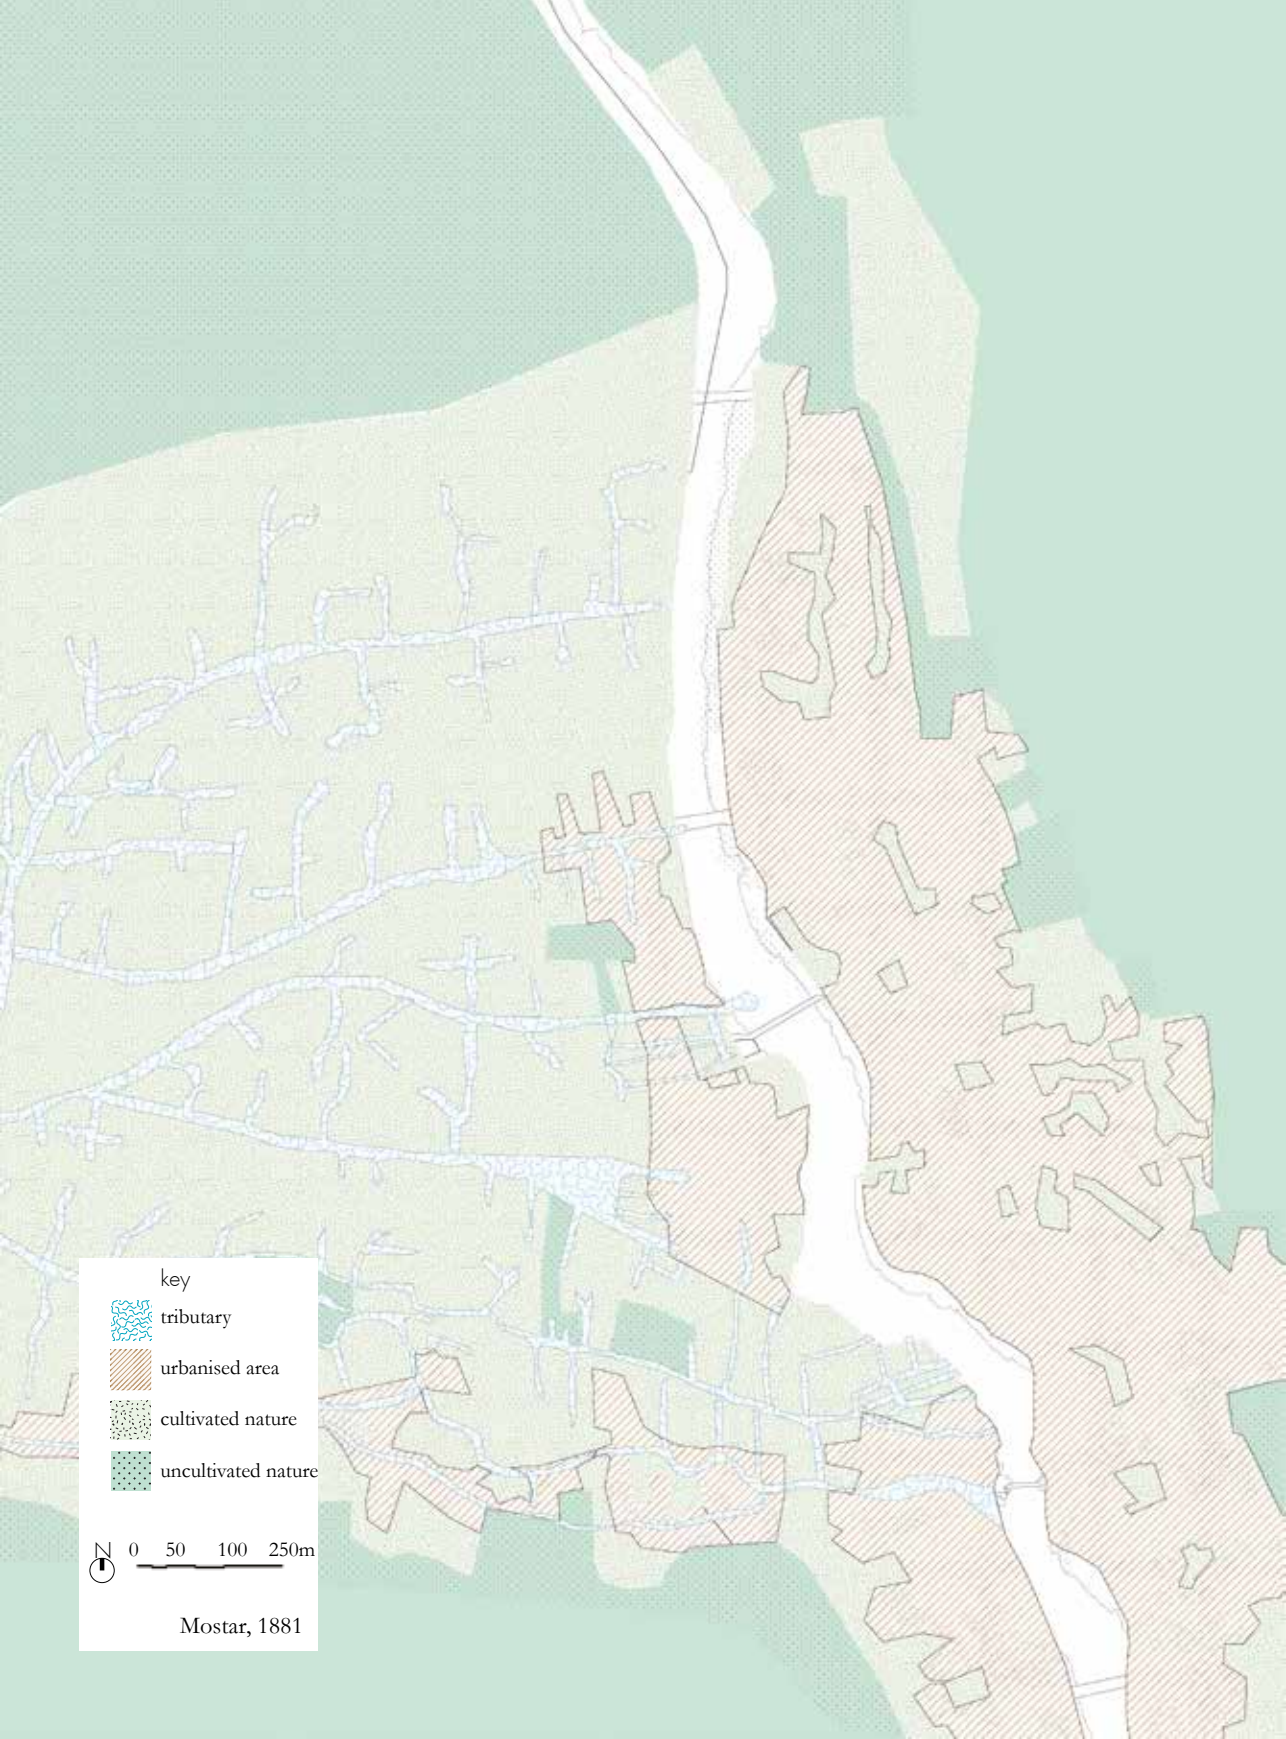 key
tributary
urbanised area
cultivated nature
uncultivated nature
N 0 50 100 250m
Mostar, 1881